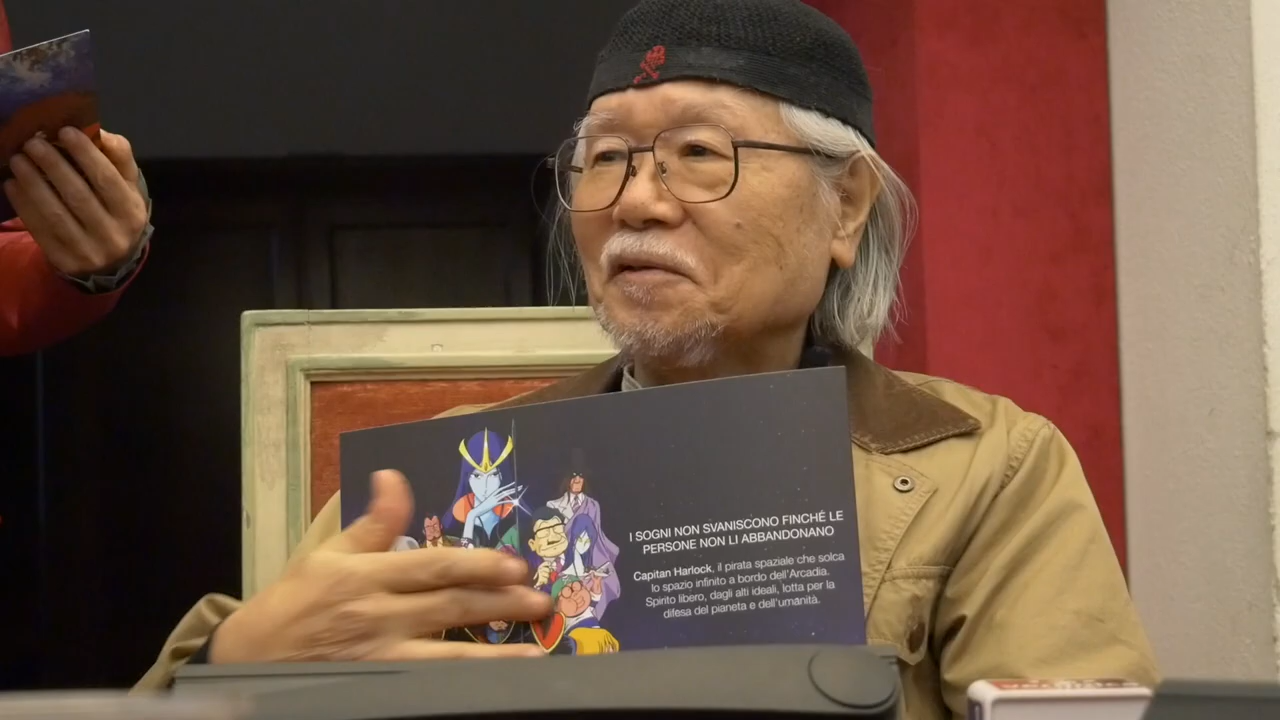 I SOGNI NON SVANISCONO FINCHÉ LE
PERSONE NON LI ABBANDONANO
Capitan Harlock, il pirata spaziale che solca
lo spazio infinito a bordo dell'Arcadia.
Spirito libero, dagli alti ideali, lotta per la
difesa del pianeta e dell'umanità.